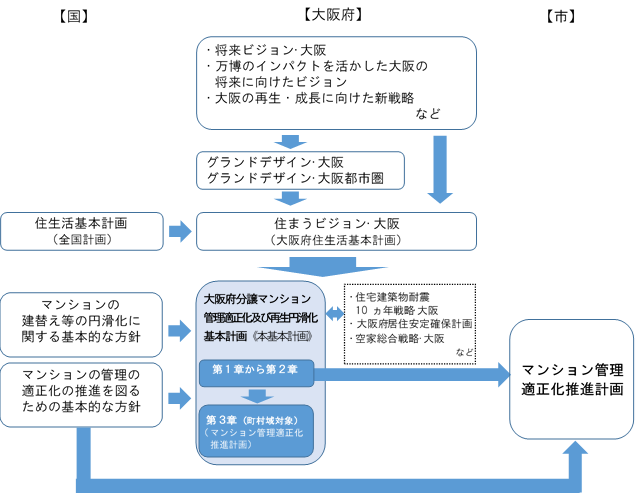 【国】
【大阪府】
【市】
・将来ビジョン・大阪
・万博のインパクトを活かした大阪の
将来に向けたビジョン
・大阪の再生・成長に向けた新戦略
など
グランドデザイン・大阪
グランドデザイン・大阪都市圏
住生活基本計画
（全国計画）
住まうビジョン・大阪
（大阪府住生活基本計画）
マンションの
建替え等の円滑化に
関する基本的な方針
マンションの管理の
適正化の推進を図る
ための基本的な方針
大阪府分譲マンション
管理適正化及び再生円滑化
基本計画《本基本計画》
第１章から第２章
第３章（町村域対象）
（マンション管理適正化
推進計画）
・住宅建築物耐震
10 ヵ年戦略・大阪
・大阪府居住安定確保計画
・空家総合戦略・大阪
など
マンション管理
適正化推進計画